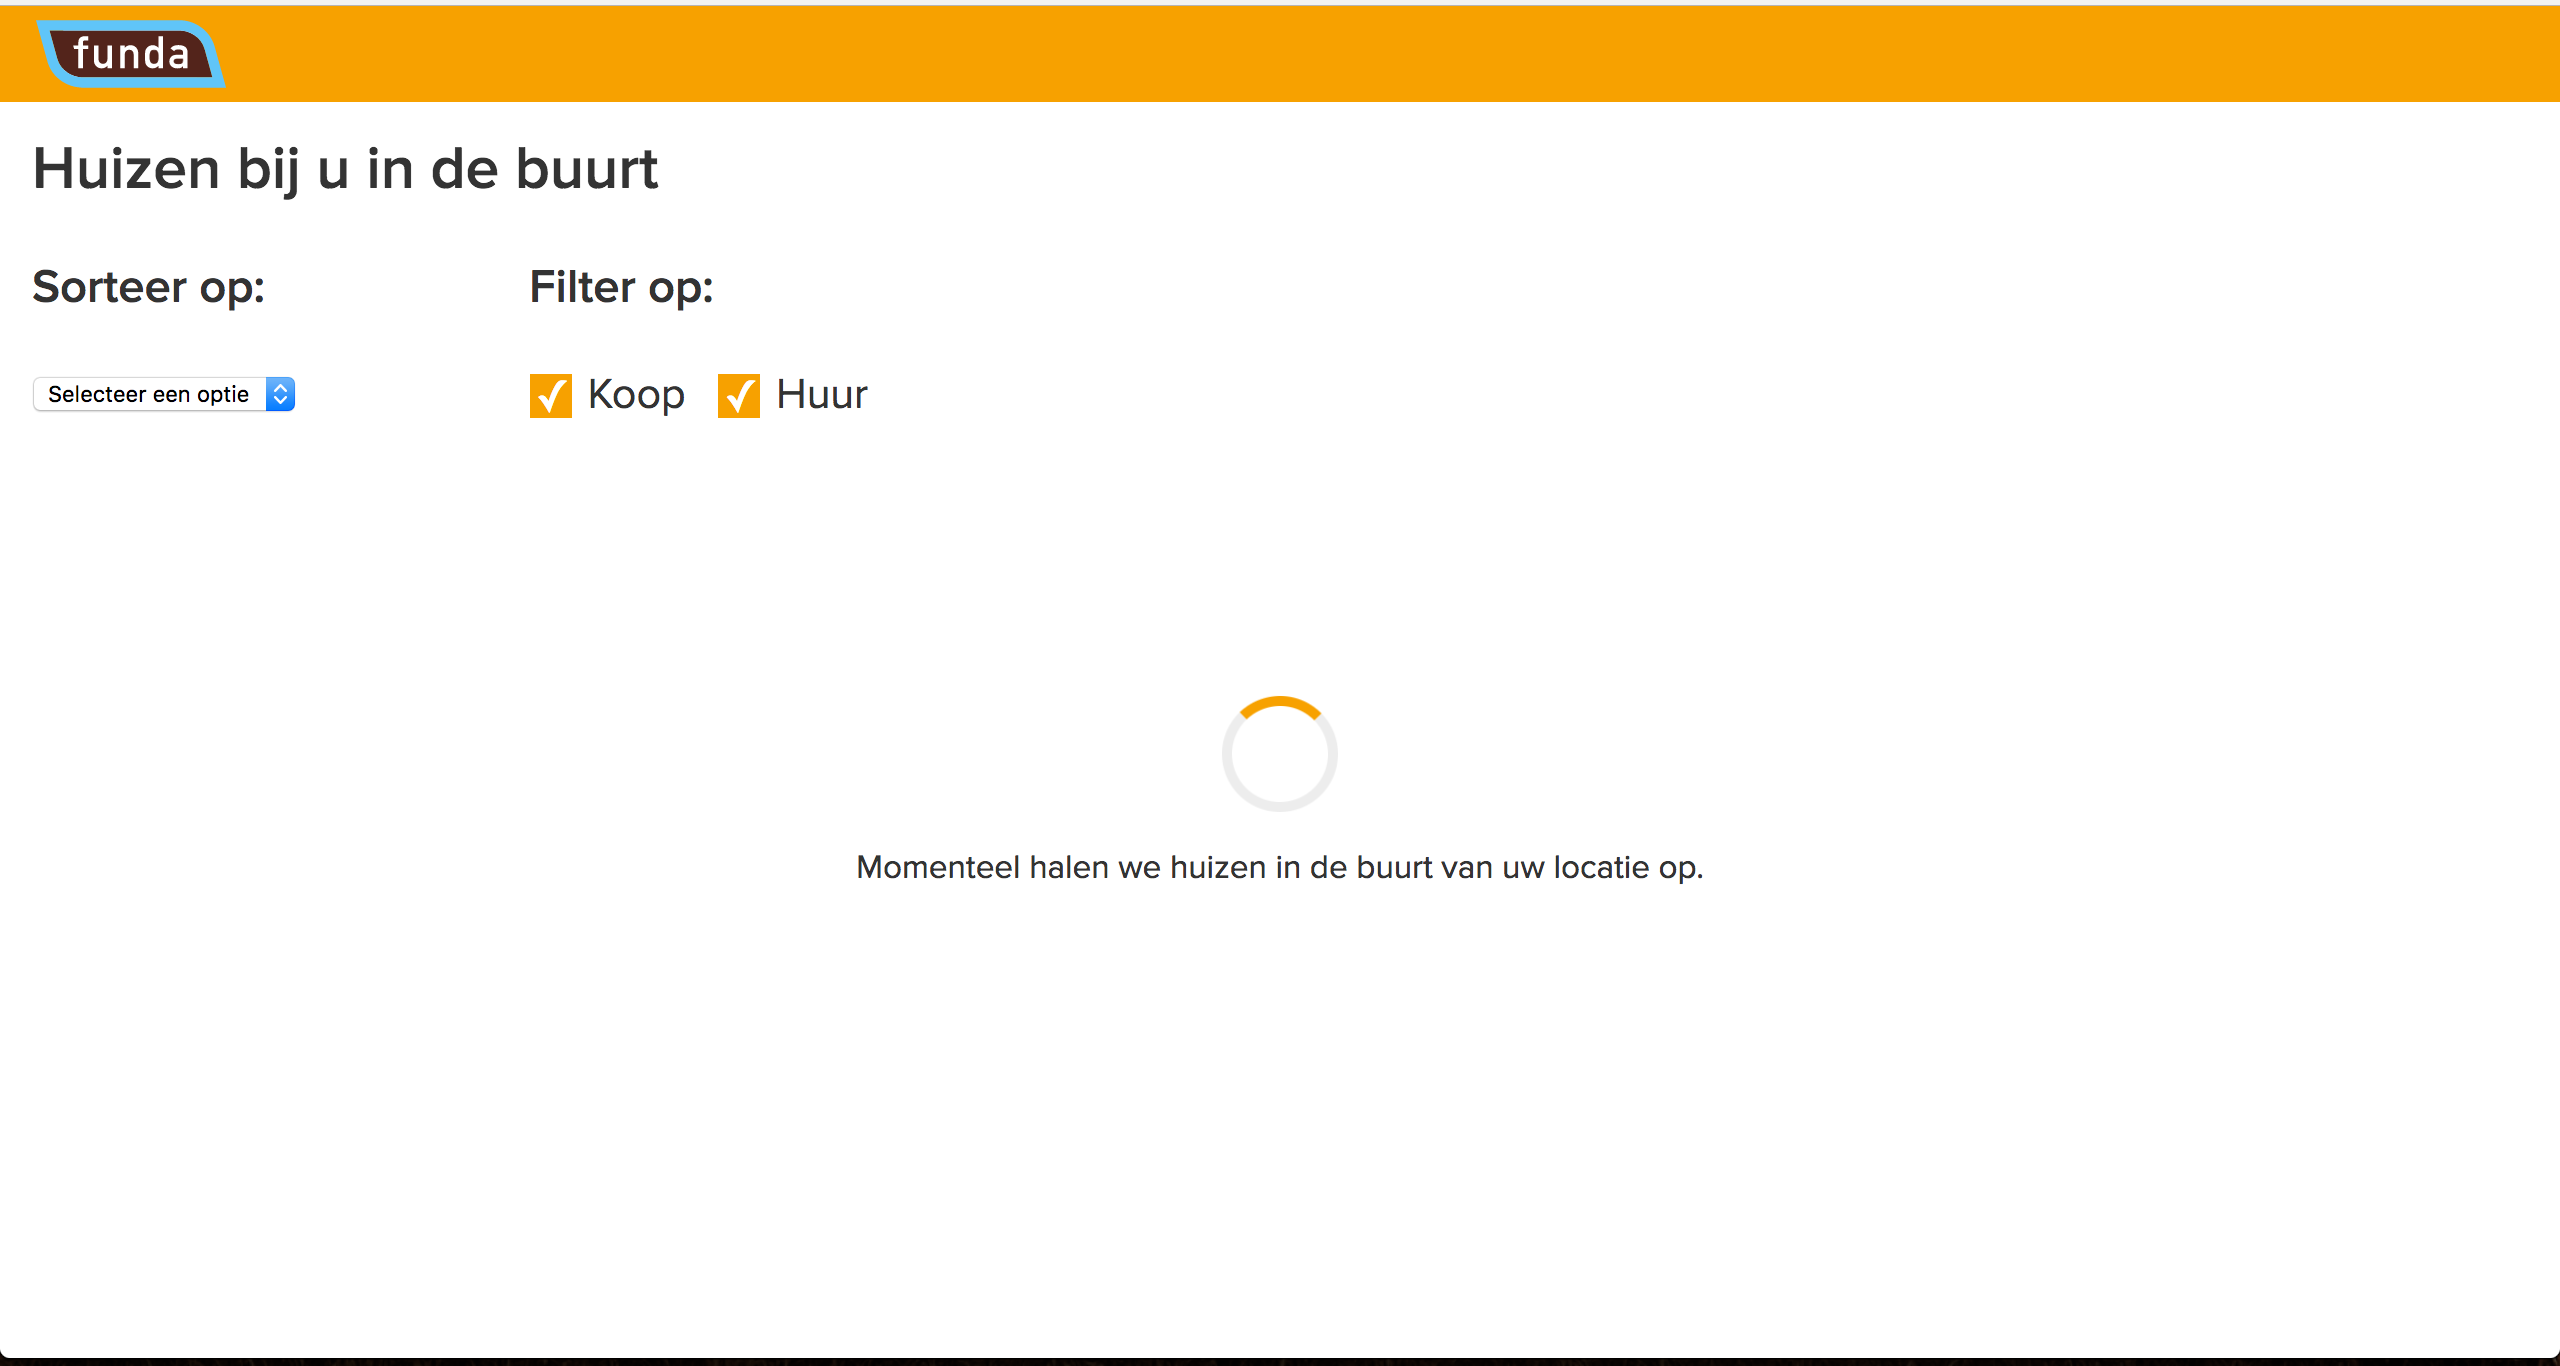 funda
Huizen bij u in de buurt
Sorteer op:
Filter op:
Selecteer een optie
Koop
Huur
Momenteel halen we huizen in de buurt van uw locatie op.